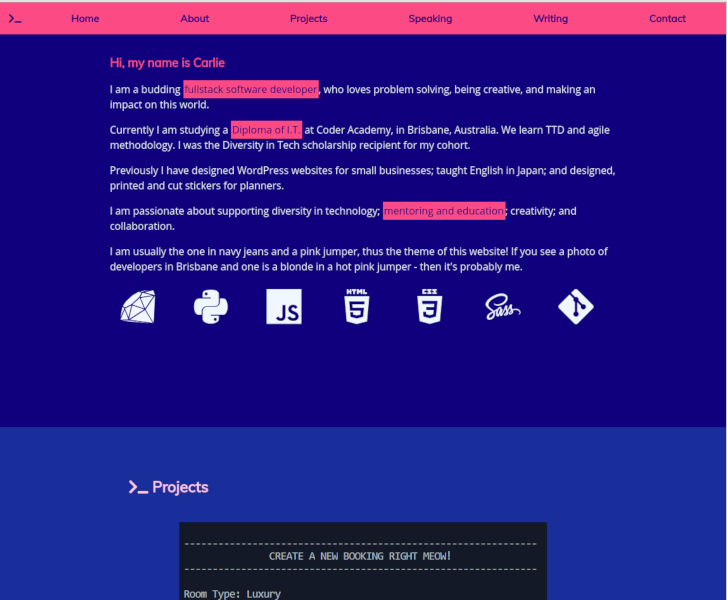 >_ Home About Projects Speaking Writing Contact
Hi, my name is Carlie
I am a budding fullstack software developer, who loves problem solving, being creative, and making an
impact on this world.
Currently I am studying a Diploma of I.T. at Coder Academy, in Brisbane, Australia. We learn TTD and agile
methodology. I was the Diversity in Tech scholarship recipient for my cohort.
Previously I have designed WordPress websites for small businesses; taught English in Japan; and designed,
printed and cut stickers for planners.
I am passionate about supporting diversity in technology; mentoring and education; creativity; and
collaboration.
I am usually the one in navy jeans and a pink jumper, thus the theme of this website! If you see a photo of
developers in Brisbane and one is a blonde in a hot pink jumper - then it's probably me.
JS HTML 5 CSS 3 Sass
>_ Projects
---------------------------------------------------------------
CREATE A NEW BOOKING RIGHT MEOW!
---------------------------------------------------------------
Room Type: Luxury